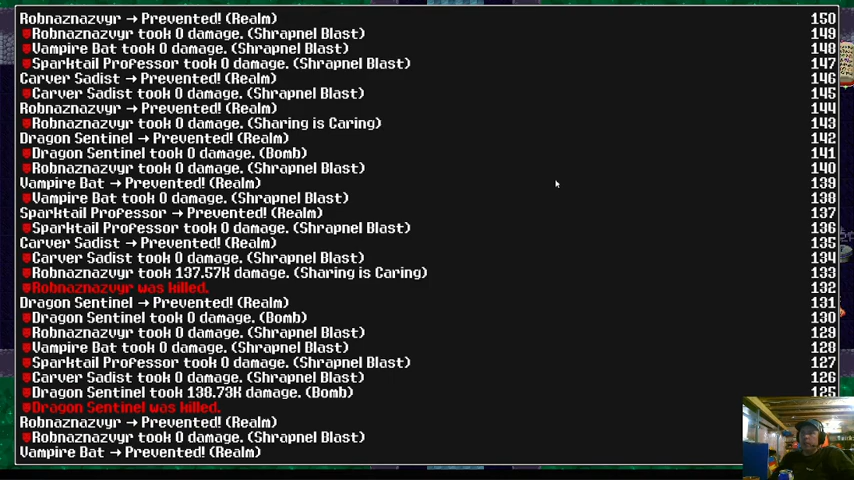 Robnaznazvyr → Prevented! (Realm) 150
Robnaznazvyr took 0 damage. (Shrapnel Blast) 149
Vampire Bat took 0 damage. (Shrapnel Blast) 148
Sparktail Professor took 0 damage. (Shrapnel Blast) 147
Carver Sadist → Prevented! (Realm) 146
Carver Sadist took 0 damage. (Shrapnel Blast) 145
Robnaznazvyr → Prevented! (Realm) 144
Robnaznazvyr took 0 damage. (Sharing is Caring) 143
Dragon Sentinel → Prevented! (Realm) 142
Dragon Sentinel took 0 damage. (Bomb) 141
Robnaznazvyr took 0 damage. (Shrapnel Blast) 140
Vampire Bat → Prevented! (Realm) 139
Vampire Bat took 0 damage. (Shrapnel Blast) 138
Sparktail Professor → Prevented! (Realm) 137
Sparktail Professor took 0 damage. (Shrapnel Blast) 136
Carver Sadist → Prevented! (Realm) 135
Carver Sadist took 0 damage. (Shrapnel Blast) 134
Robnaznazvyr took 137.57K damage. (Sharing is Caring) 133
Robnaznazvyr was killed. 132
Dragon Sentinel → Prevented! (Realm) 131
Dragon Sentinel took 0 damage. (Bomb) 130
Robnaznazvyr took 0 damage. (Shrapnel Blast) 129
Vampire Bat took 0 damage. (Shrapnel Blast) 128
Sparktail Professor took 0 damage. (Shrapnel Blast) 127
Carver Sadist took 0 damage. (Shrapnel Blast) 126
Dragon Sentinel took 138.73K damage. (Bomb) 125
Dragon Sentinel was killed.
Robnaznazvyr → Prevented! (Realm)
Robnaznazvyr took 0 damage. (Shrapnel Blast)
Vampire Bat → Prevented! (Realm)